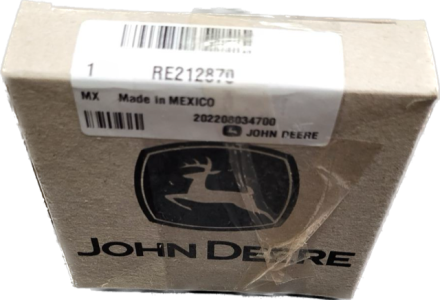 1 RE212870
MX Made in MEXICO
202208034700
JOHN DEERE
JOHN DEERE